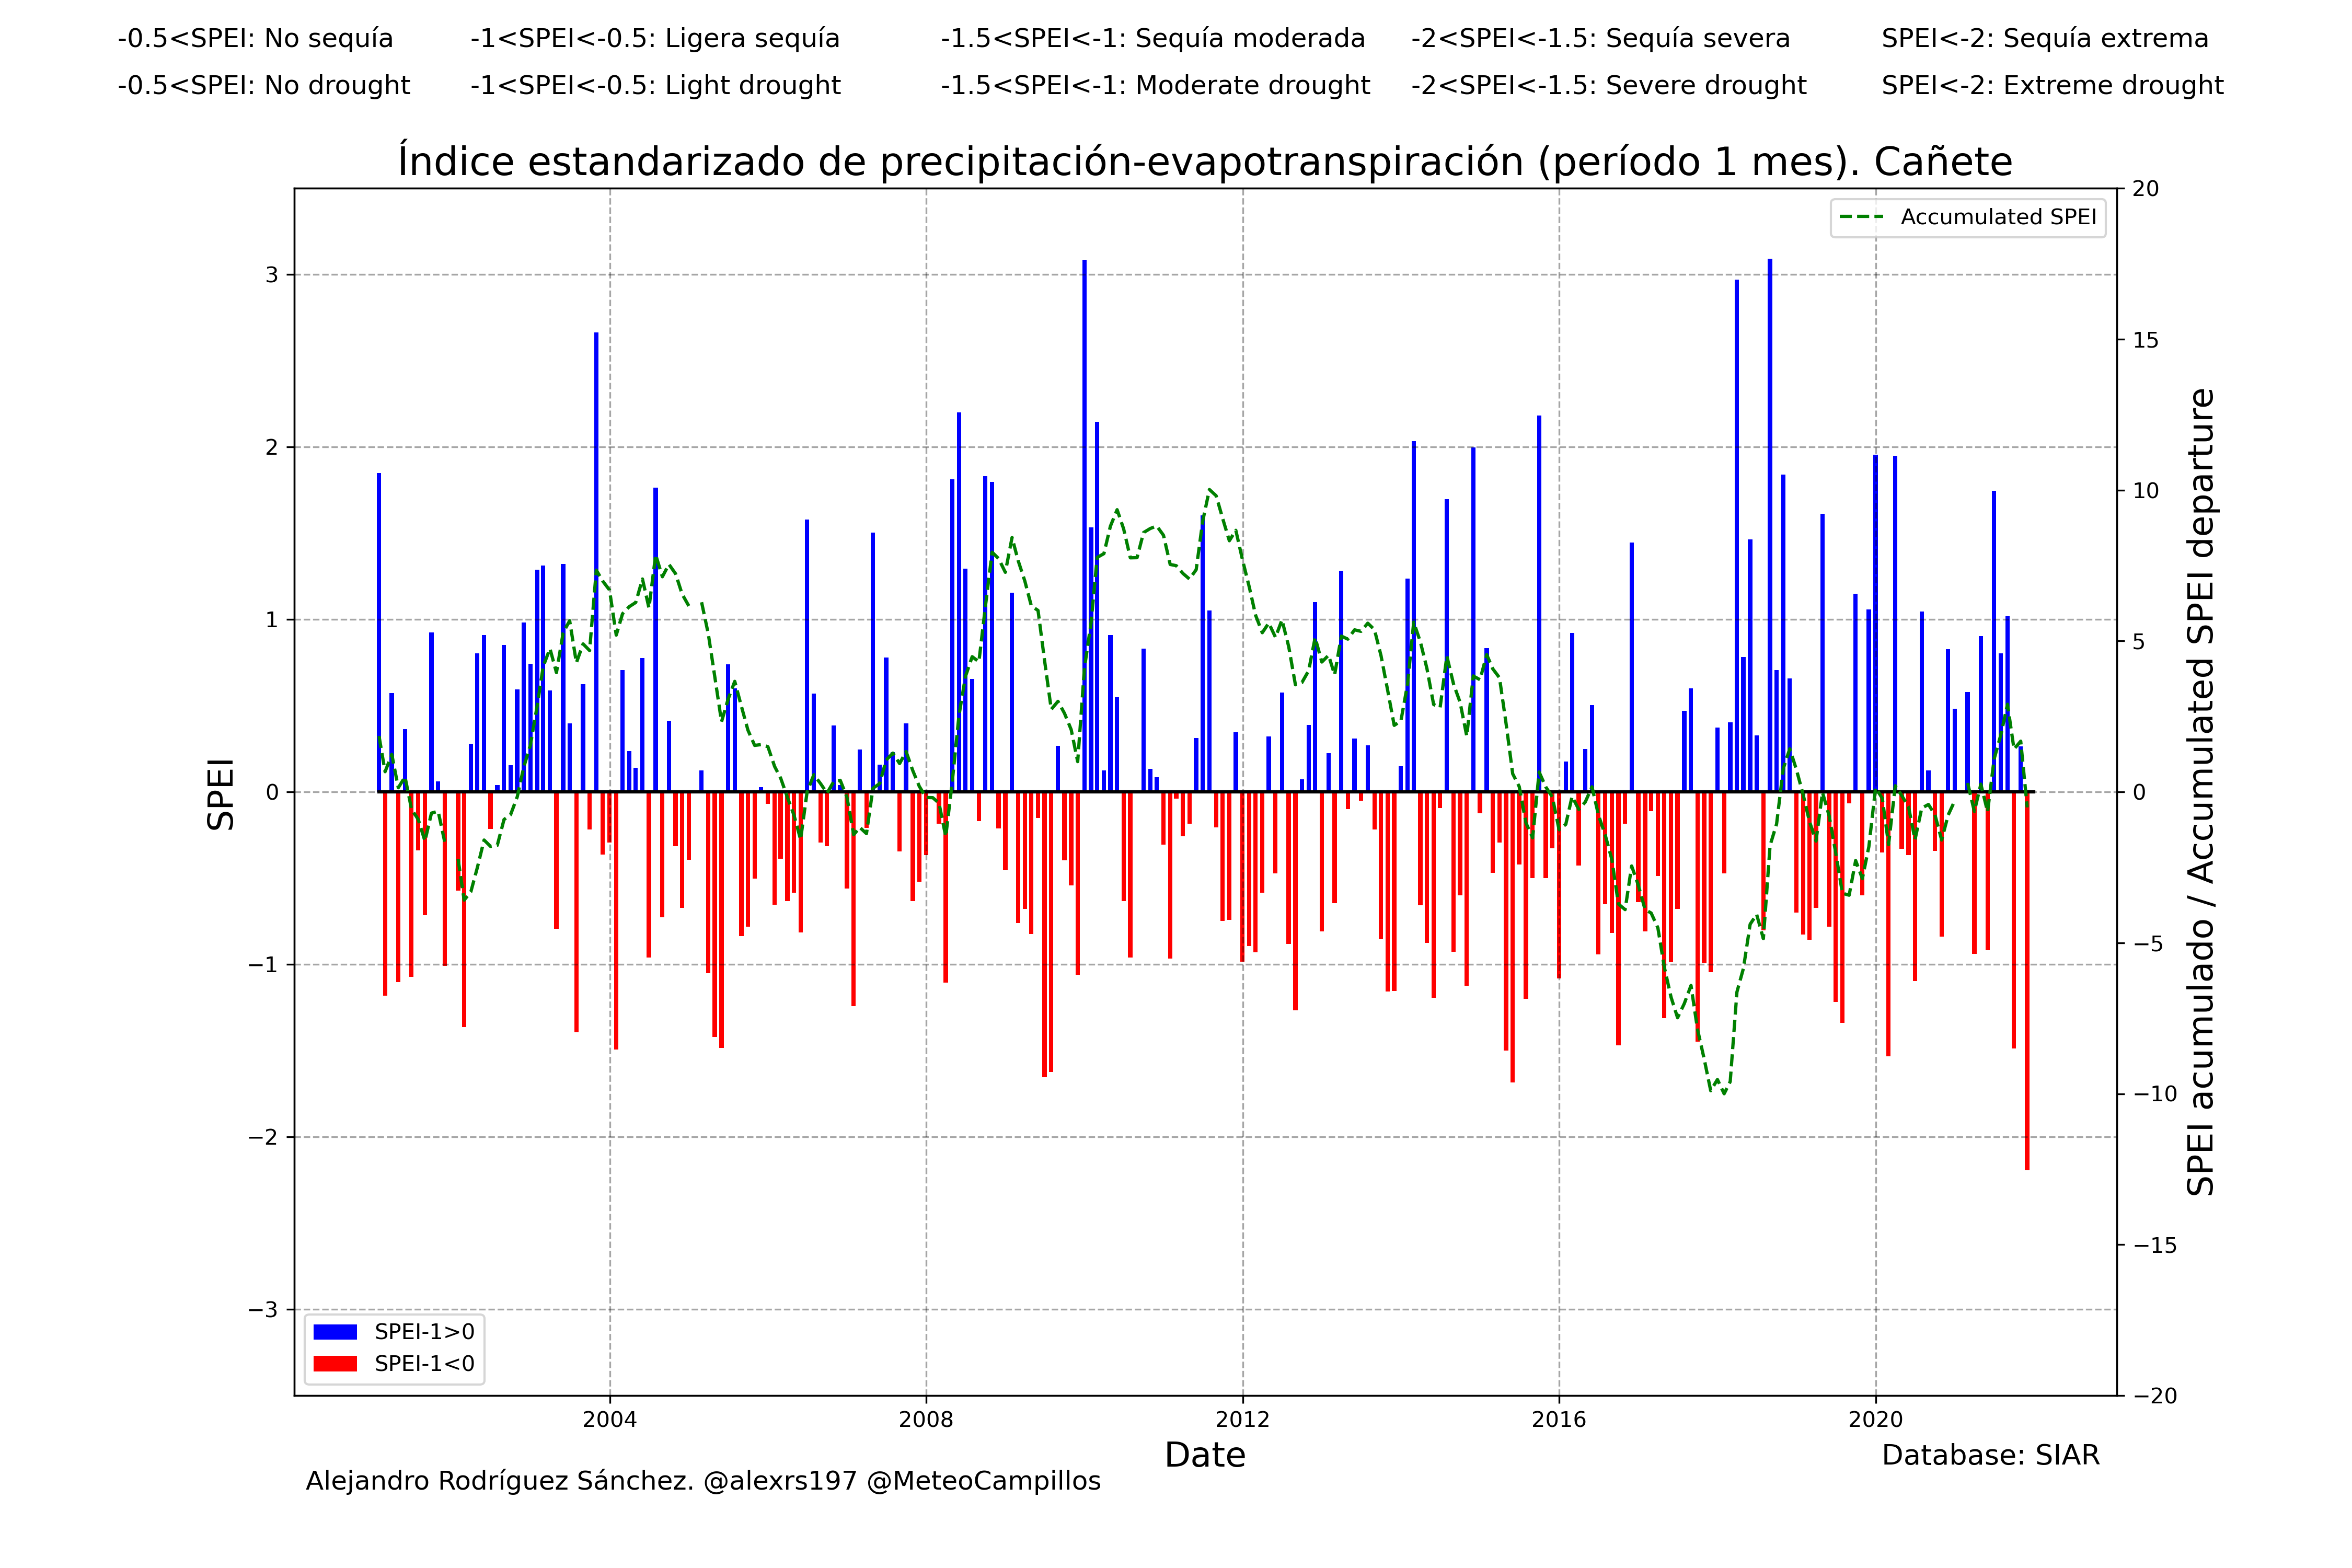 -0.5<SPEI: No sequía -1<SPEI<-0.5: Ligera sequía -1.5<SPEI<-1: Sequía moderada -2<SPEI<-1.5: Sequía severa SPEI<-2: Sequía extrema
-0.5<SPEI: No drought -1<SPEI<-0.5: Light drought -1.5<SPEI<-1: Moderate drought -2<SPEI<-1.5: Severe drought SPEI<-2: Extreme drought
Índice estandarizado de precipitación-evapotranspiración (período 1 mes). Cañete
Accumulated SPEI
SPEI
3
2
1
0
−1
−2
−3
20
15
10
5
0
−5
−10
−15
−20
SPEI acumulado / Accumulated SPEI departure
SPEI-1>0
SPEI-1<0
2004 2008 2012 2016 2020
Date
Database: SIAR
Alejandro Rodríguez Sánchez. @alexrs197 @MeteoCampillos